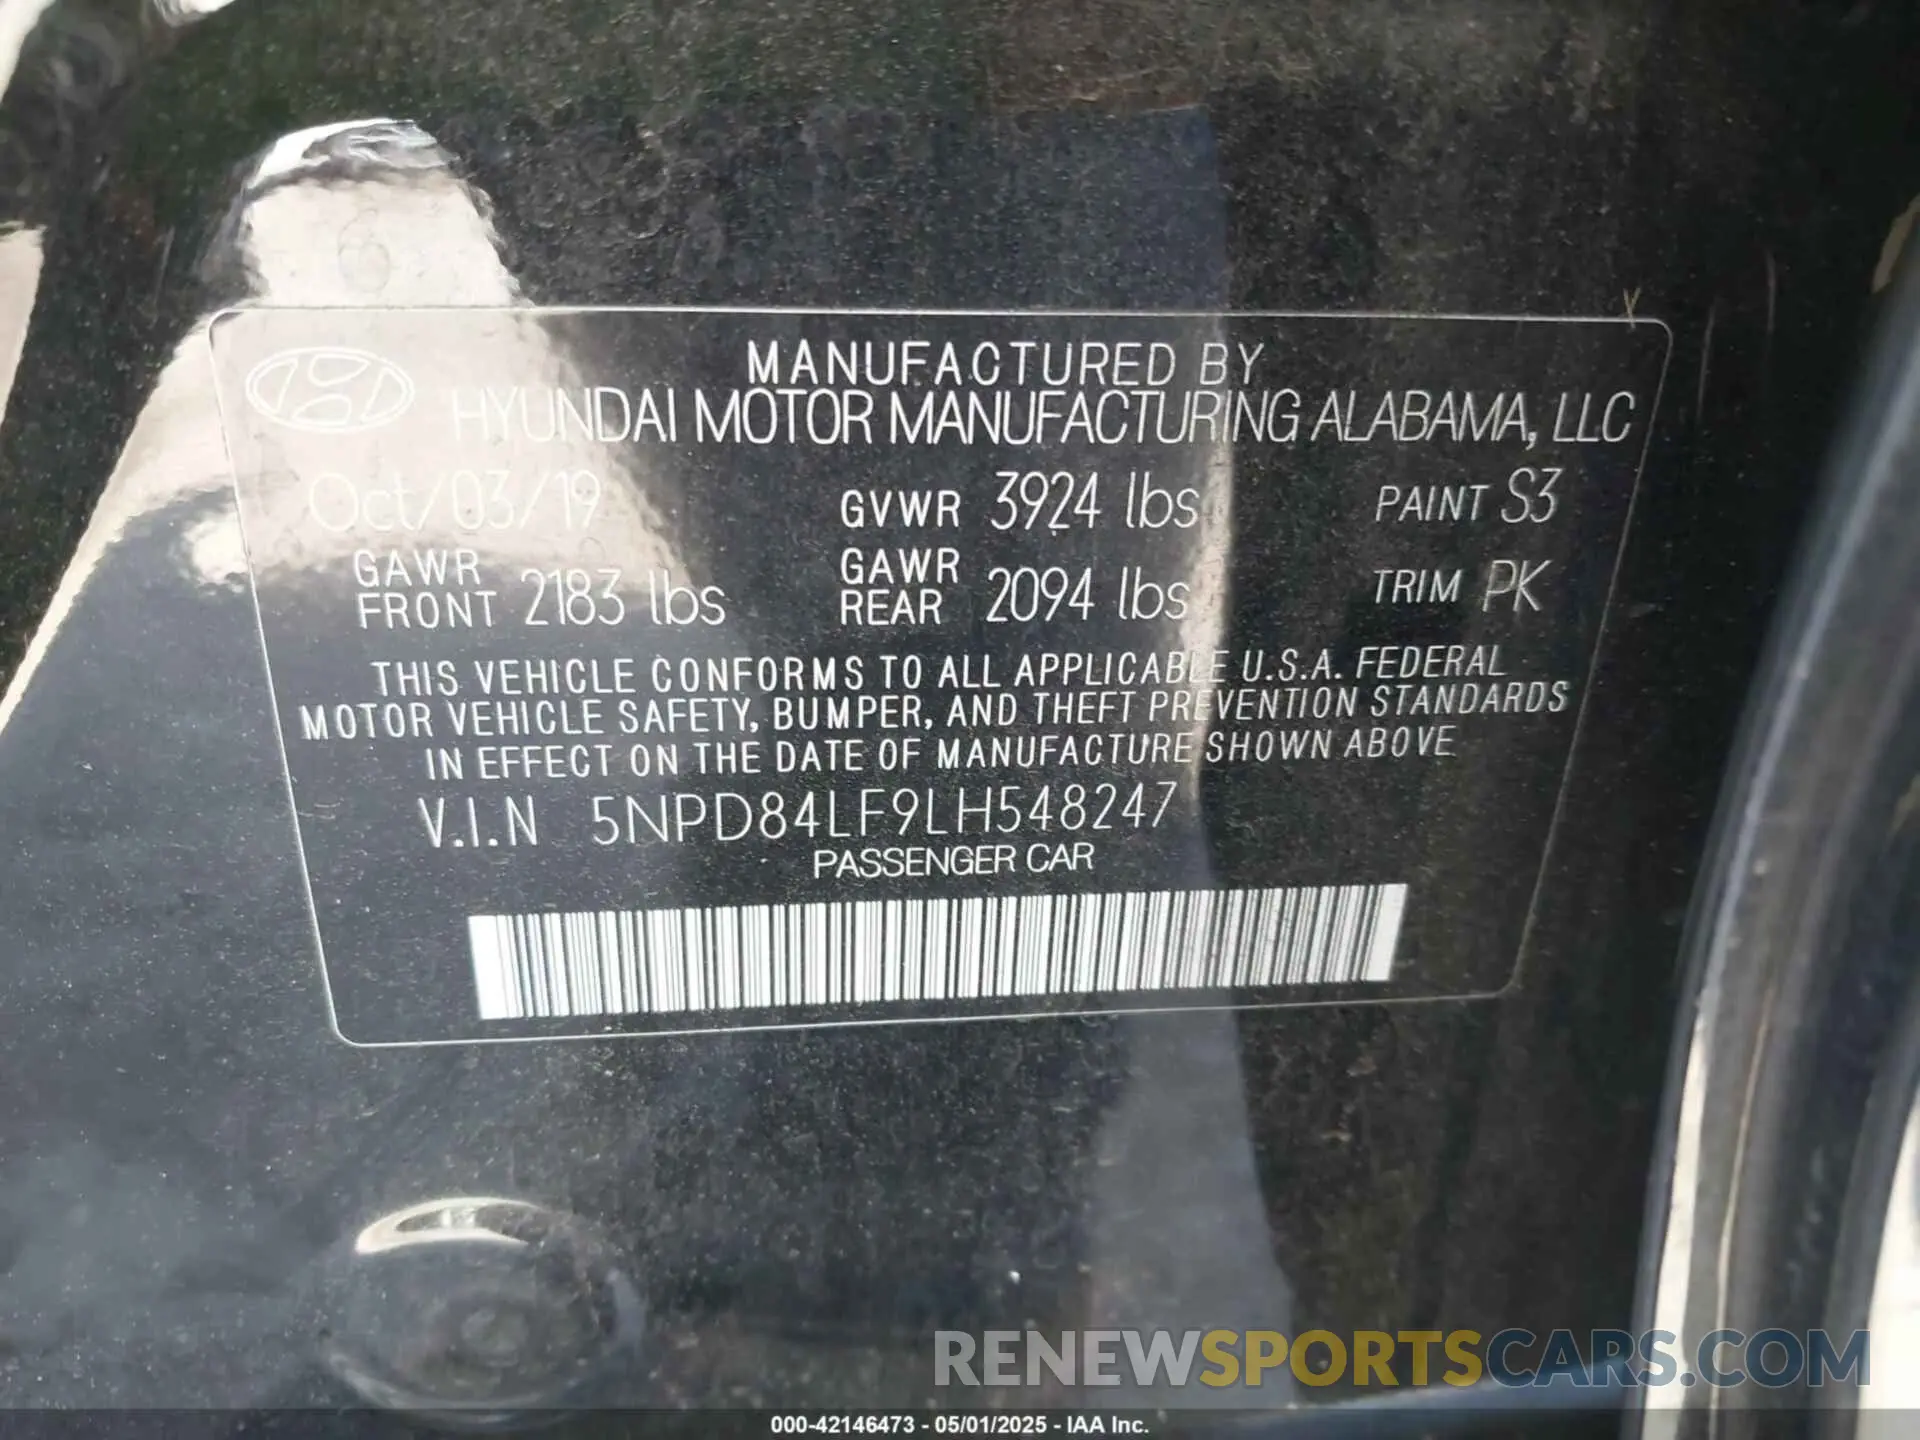 MANUFACTURED BY
HYUNDAI MOTOR MANUFACTURING ALABAMA, LLC
Oct/03/19 GVWR 3924 lbs PAINT S3
GAWR FRONT 2183 lbs GAWR REAR 2094 lbs TRIM PK
THIS VEHICLE CONFORMS TO ALL APPLICABLE U.S.A. FEDERAL
MOTOR VEHICLE SAFETY, BUMPER, AND THEFT PREVENTION STANDARDS
IN EFFECT ON THE DATE OF MANUFACTURE SHOWN ABOVE
V.I.N 5NPD84LF9LH548247
PASSENGER CAR
RENEWSPORTSCARS.COM
000-42146473 - 05/01/2025 - IAA Inc.